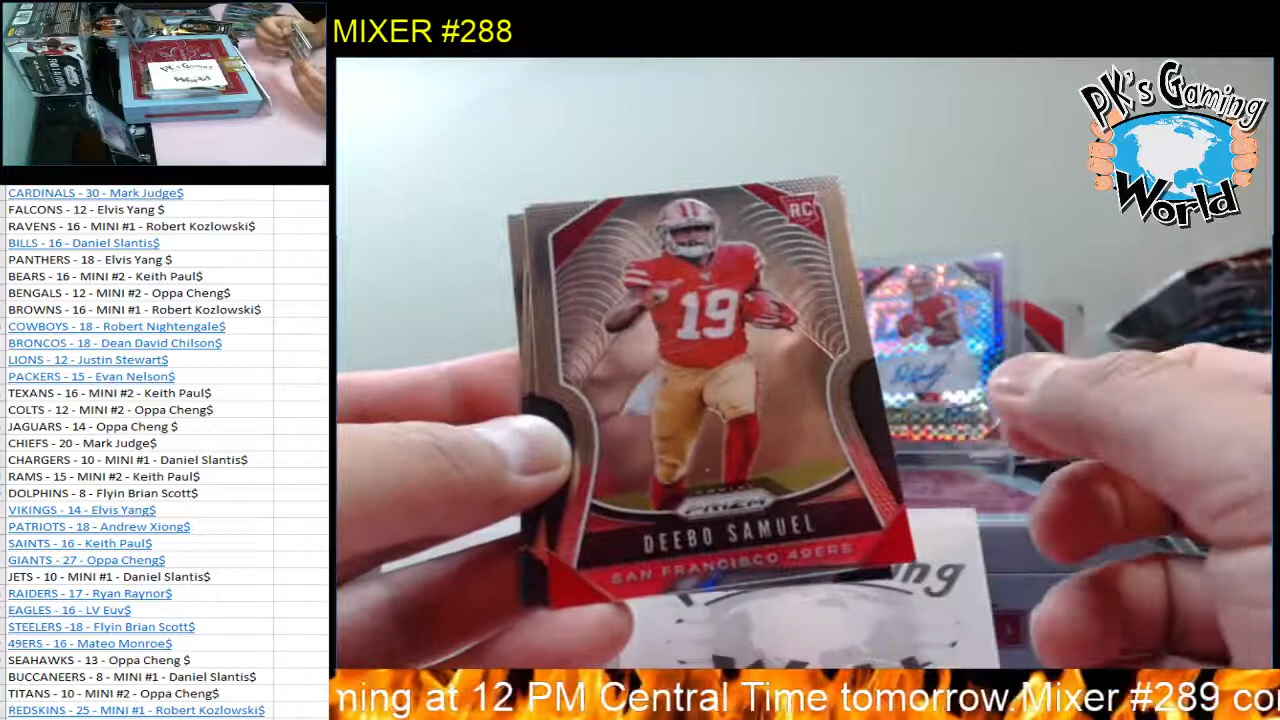 MIXER #288
PK's Gaming
World
CARDINALS - 30 - Mark Judge$
FALCONS - 12 - Elvis Yang $
RAVENS - 16 - MINI #1 - Robert Kozlowski$
BILLS - 16 - Daniel Slantis$
PANTHERS - 18 - Elvis Yang $
BEARS - 16 - MINI #2 - Keith Paul$
BENGALS - 12 - MINI #2 - Oppa Cheng$
BROWNS - 16 - MINI #1 - Robert Kozlowski$
COWBOYS - 18 - Robert Nightengale$
BRONCOS - 18 - Dean David Chilson$
LIONS - 12 - Justin Stewart$
PACKERS - 15 - Evan Nelson$
TEXANS - 16 - MINI #2 - Keith Paul$
COLTS - 12 - MINI #2 - Oppa Cheng$
JAGUARS - 14 - Oppa Cheng $
CHIEFS - 20 - Mark Judge$
CHARGERS - 10 - MINI #1 - Daniel Slantis$
RAMS - 15 - MINI #2 - Keith Paul$
DOLPHINS - 8 - Flyin Brian Scott$
VIKINGS - 14 - Elvis Yang$
PATRIOTS - 18 - Andrew Xiong$
SAINTS - 16 - Keith Paul$
GIANTS - 27 - Oppa Cheng$
JETS - 10 - MINI #1 - Daniel Slantis$
RAIDERS - 17 - Ryan Raynor$
EAGLES - 16 - LV Euv$
STEELERS -18 - Flyin Brian Scott$
49ERS - 16 - Mateo Monroe$
SEAHAWKS - 13 - Oppa Cheng $
BUCCANEERS - 8 - MINI #1 - Daniel Slantis$
TITANS - 10 - MINI #2 - Oppa Cheng$
REDSKINS - 25 - MINI #1 - Robert Kozlowski$
RC
19
PRIZM
DEEBO SAMUEL
SAN FRANCISCO 49ERS
ming at 12 PM Central Time tomorrow.Mixer #289 co